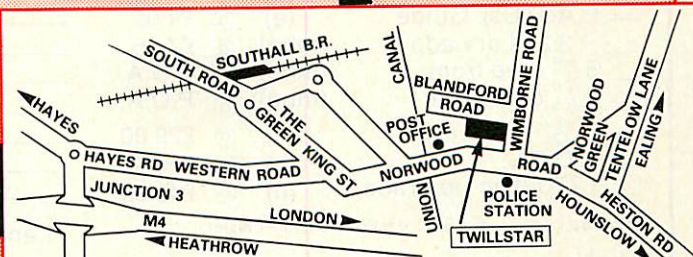 SOUTHALL B.R.
SOUTH ROAD
THE
GREEN KING ST
CANAL
BLANDFORD
ROAD
WIMBORNE ROAD
NORWOOD
GREEN
TENTELOW LANE
EALING
HAYES
POST
OFFICE
HAYES RD WESTERN ROAD
NORWOOD
ROAD
JUNCTION 3
UNION
POLICE
STATION
HESTON RD
HOUNSLOW
M4
LONDON
HEATHROW
TWILLSTAR